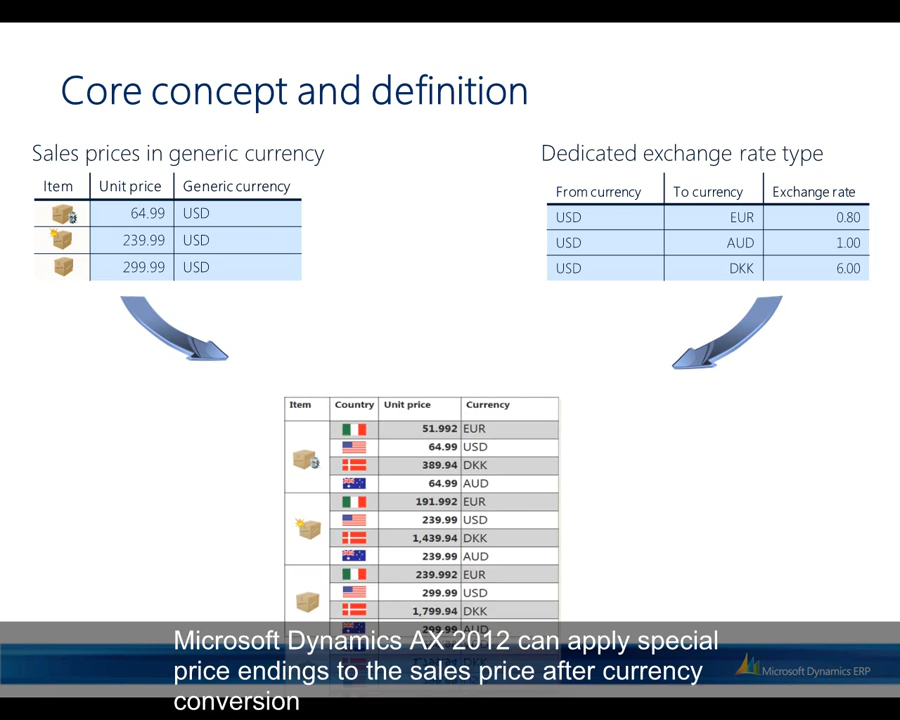 Core concept and definition
Sales prices in generic currency
Item Unit price Generic currency
64.99 USD
239.99 USD
299.99 USD
Dedicated exchange rate type
From currency To currency Exchange rate
USD EUR 0.80
USD AUD 1.00
USD DKK 6.00
Item Country Unit price Currency
51.992 EUR
64.99 USD
389.94 DKK
64.99 AUD
191.992 EUR
239.99 USD
1,439.94 DKK
239.99 AUD
239.992 EUR
299.99 USD
1,799.94 DKK
299.99 AUD
Microsoft Dynamics AX 2012 can apply special
price endings to the sales price after currency
conversion
Microsoft Dynamics ERP